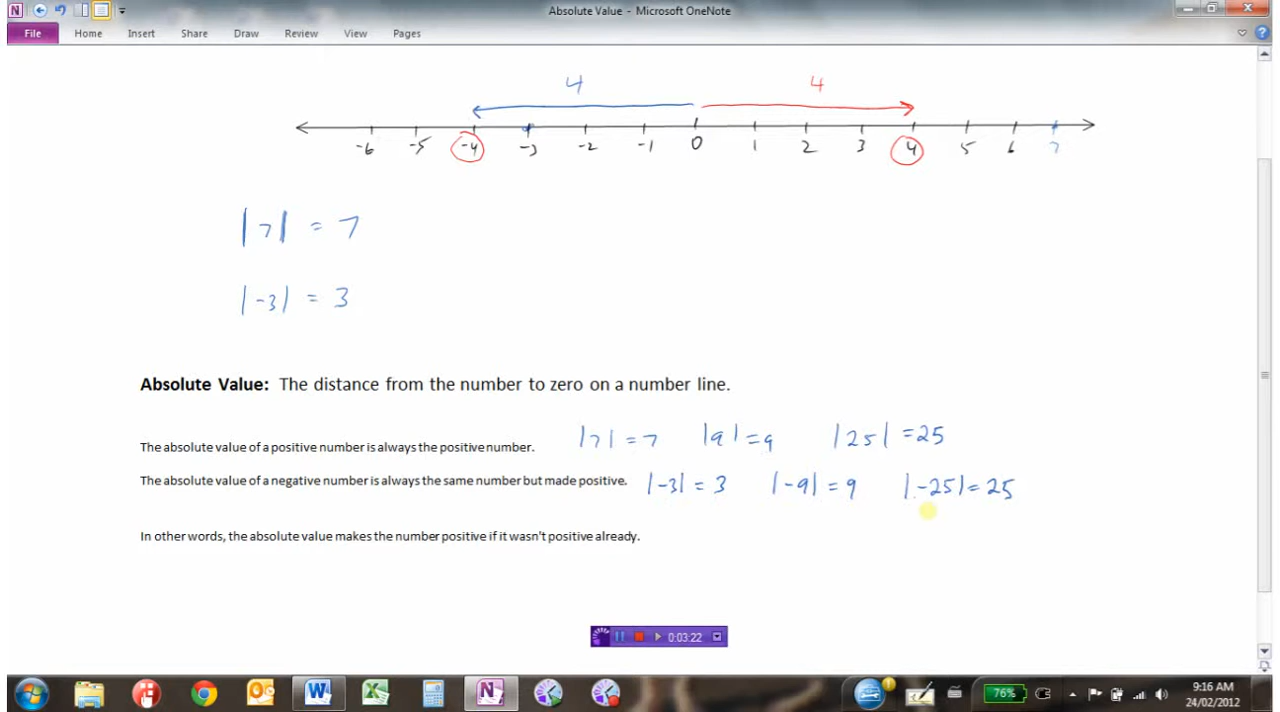 Absolute Value - Microsoft OneNote
File Home Insert Share Draw Review View Pages
4 4
-6 -5 -4 -3 -2 -1 0 1 2 3 4 5 6 7
|7| = 7
|-3| = 3
Absolute Value: The distance from the number to zero on a number line.
The absolute value of a positive number is always the positive number. |7| = 7 |9| = 9 |25| = 25
The absolute value of a negative number is always the same number but made positive. |-3| = 3 |-9| = 9 |-25| = 25
In other words, the absolute value makes the number positive if it wasn't positive already.
0:03:22
76% 9:16 AM
24/02/2012